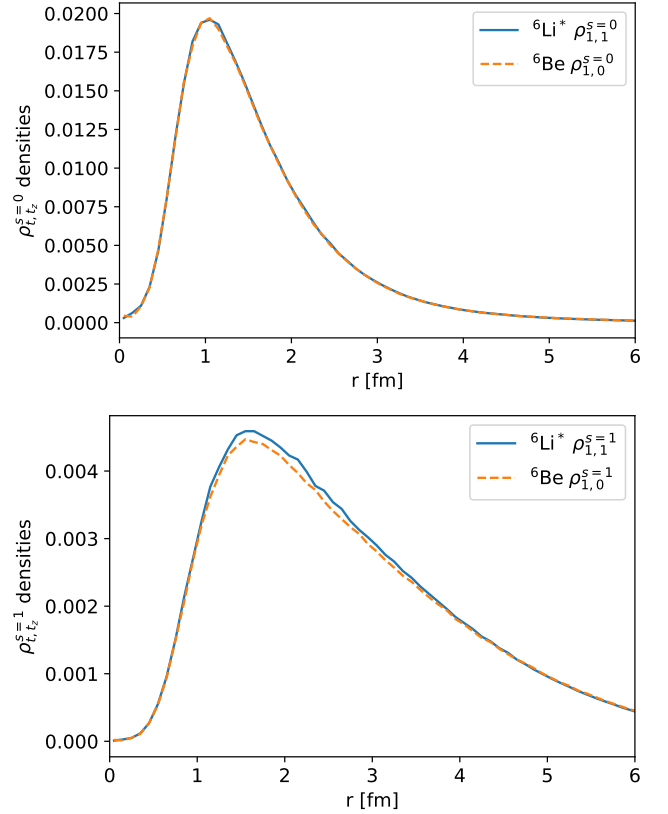 0.0200
0.0175
0.0150
0.0125
0.0100
0.0075
0.0050
0.0025
0.0000
ρ^{s=0}_{t,t_z} densities
⁶Li* ρ^{s=0}_{1,1}
⁶Be ρ^{s=0}_{1,0}
0 1 2 3 4 5 6
r [fm]
0.004
0.003
0.002
0.001
0.000
ρ^{s=1}_{t,t_z} densities
⁶Li* ρ^{s=1}_{1,1}
⁶Be ρ^{s=1}_{1,0}
0 1 2 3 4 5 6
r [fm]